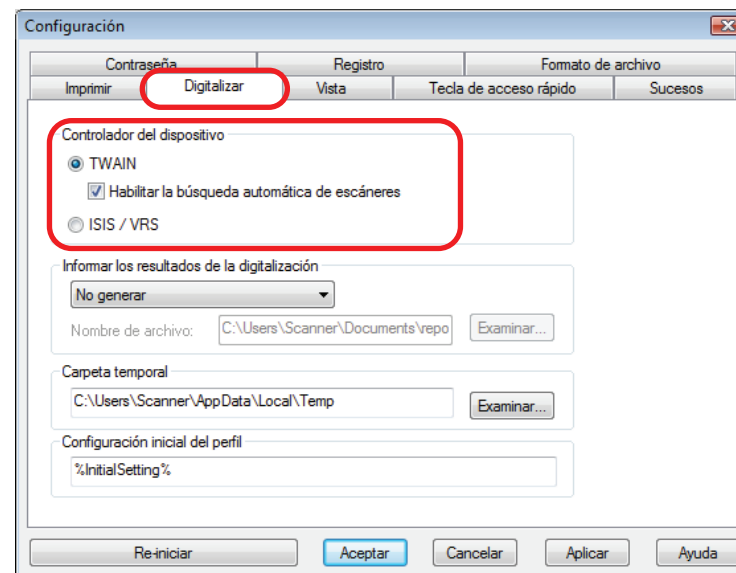 Configuración
Contraseña Registro Formato de archivo
Imprimir Digitalizar Vista Tecla de acceso rápido Sucesos
Controlador del dispositivo
TWAIN
Habilitar la búsqueda automática de escáneres
ISIS / VRS
Informar los resultados de la digitalización
No generar
Nombre de archivo: C:\Users\Scanner\Documents\repo Examinar...
Carpeta temporal
C:\Users\Scanner\AppData\Local\Temp Examinar...
Configuración inicial del perfil
%InitialSetting%
Re-iniciar Aceptar Cancelar Aplicar Ayuda